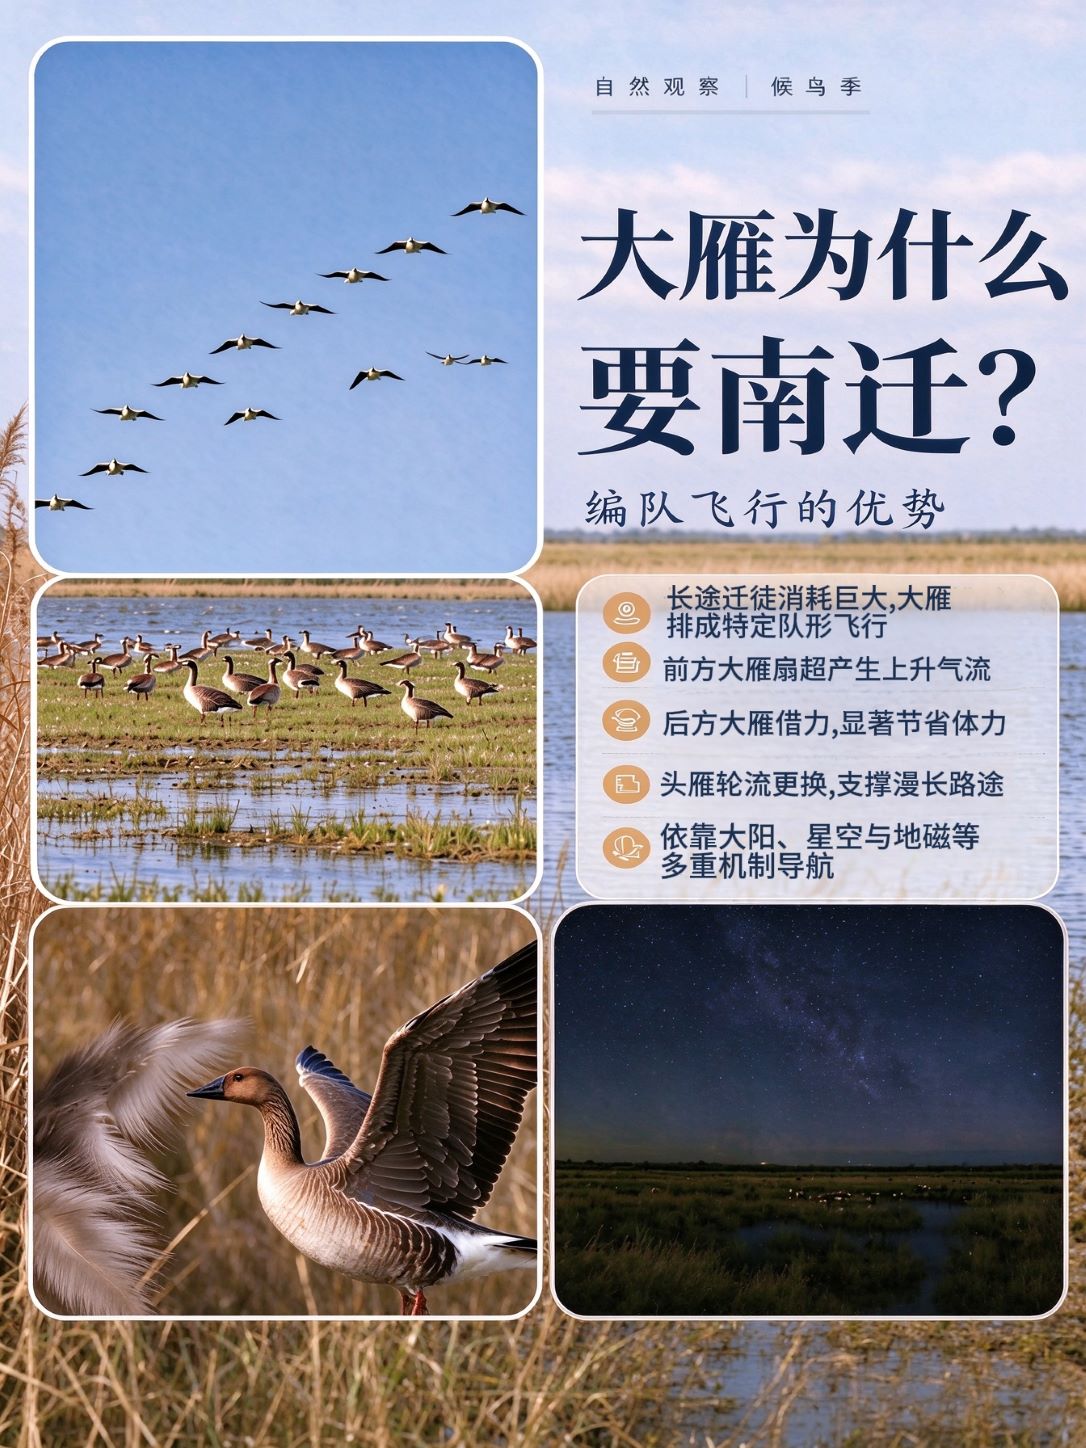 自然观察｜候鸟季
大雁为什么
要南迁？
编队飞行的优势
长途迁徒消耗巨大,大雁
排成特定队形飞行
前方大雁扇超产生上升气流
后方大雁借力,显著节省体力
头雁轮流更换,支撑漫长路途
依靠大阳、星空与地磁等
多重机制导航